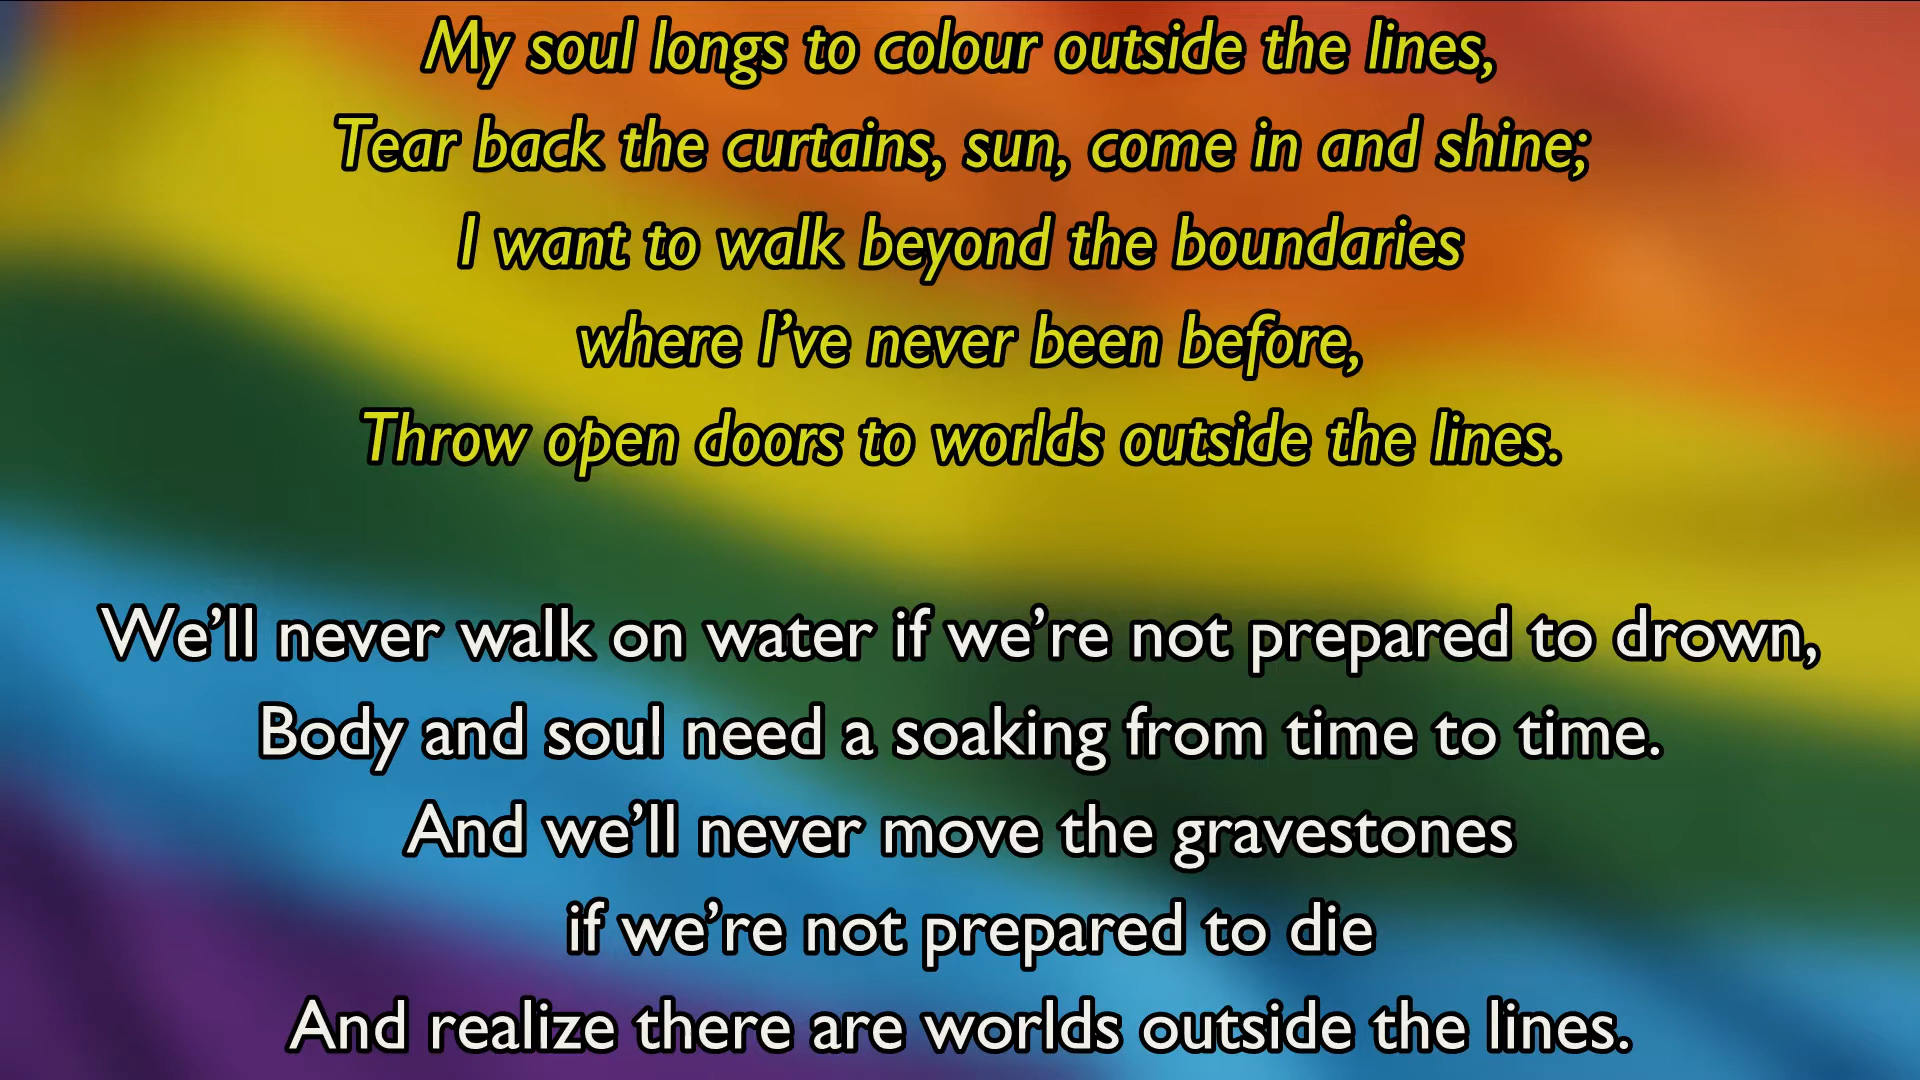 My soul longs to colour outside the lines,
Tear back the curtains, sun, come in and shine;
I want to walk beyond the boundaries
where I’ve never been before,
Throw open doors to worlds outside the lines.
We’ll never walk on water if we’re not prepared to drown,
Body and soul need a soaking from time to time.
And we’ll never move the gravestones
if we’re not prepared to die
And realize there are worlds outside the lines.